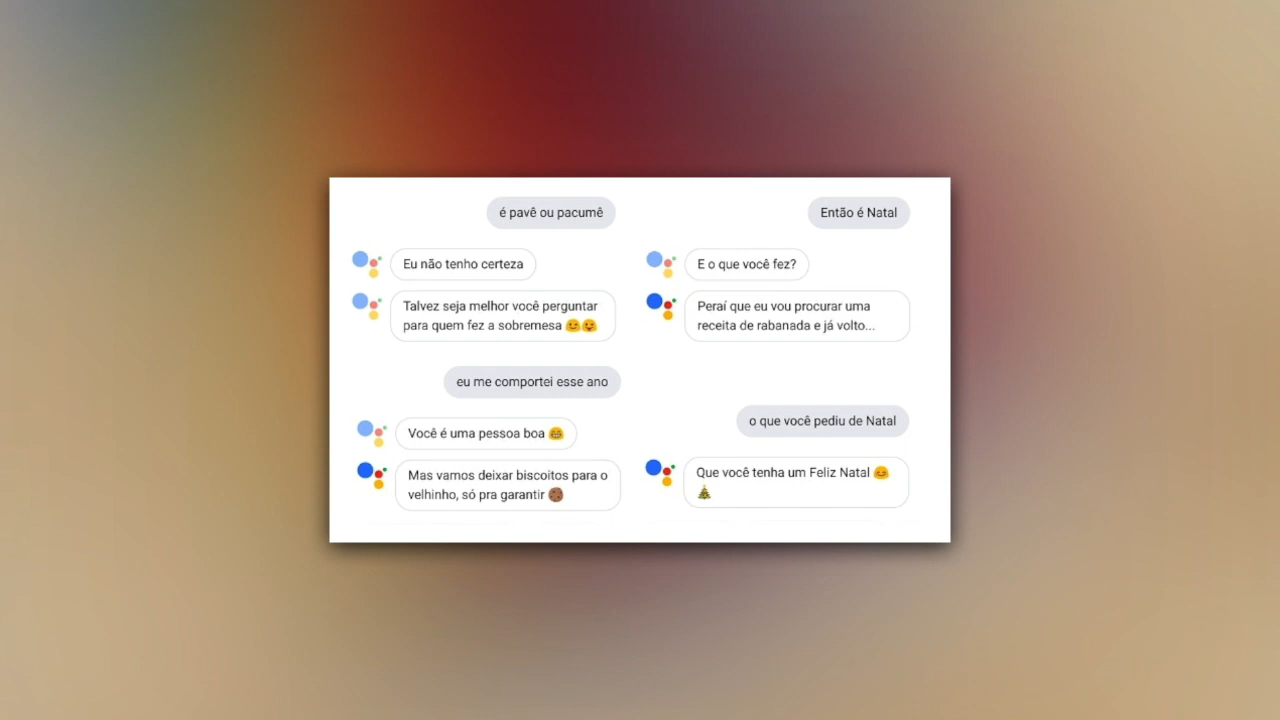 é pavê ou pacumê
Eu não tenho certeza
Talvez seja melhor você perguntar
para quem fez a sobremesa 😊😛
eu me comportei esse ano
Você é uma pessoa boa 😁
Mas vamos deixar biscoitos para o
velhinho, só pra garantir 🍪
Então é Natal
E o que você fez?
Peraí que eu vou procurar uma
receita de rabanada e já volto...
o que você pediu de Natal
Que você tenha um Feliz Natal 😊
🎄